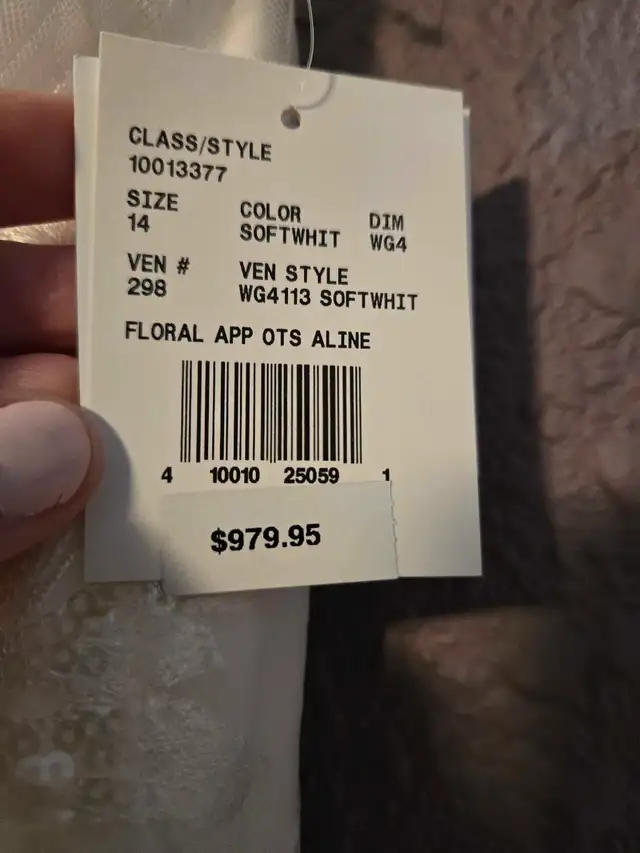 CLASS/STYLE
10013377
SIZE COLOR DIM
14 SOFTWHIT WG4
VEN # VEN STYLE
298 WG4113 SOFTWHIT
FLORAL APP OTS ALINE
4 10010 25059 1
$979.95